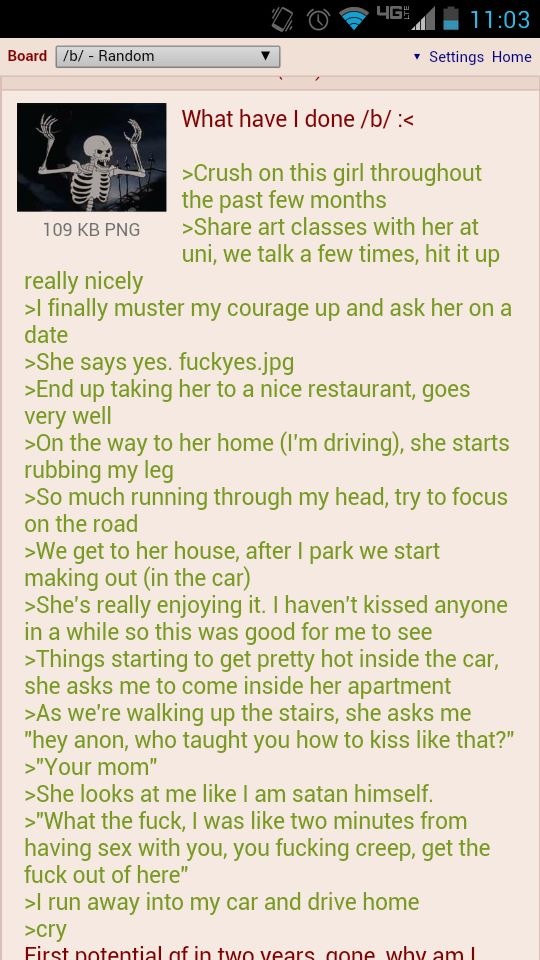 4G LTE 11:03
Board /b/ - Random ▼ ▾ Settings Home
What have I done /b/ :<
>Crush on this girl throughout
the past few months
>Share art classes with her at
109 KB PNG
uni, we talk a few times, hit it up
really nicely
>I finally muster my courage up and ask her on a
date
>She says yes. fuckyes.jpg
>End up taking her to a nice restaurant, goes
very well
>On the way to her home (I'm driving), she starts
rubbing my leg
>So much running through my head, try to focus
on the road
>We get to her house, after I park we start
making out (in the car)
>She's really enjoying it. I haven't kissed anyone
in a while so this was good for me to see
>Things starting to get pretty hot inside the car,
she asks me to come inside her apartment
>As we're walking up the stairs, she asks me
"hey anon, who taught you how to kiss like that?"
>"Your mom"
>She looks at me like I am satan himself.
>"What the fuck, I was like two minutes from
having sex with you, you fucking creep, get the
fuck out of here"
>I run away into my car and drive home
>cry
First potential gf in two years, gone, why am I